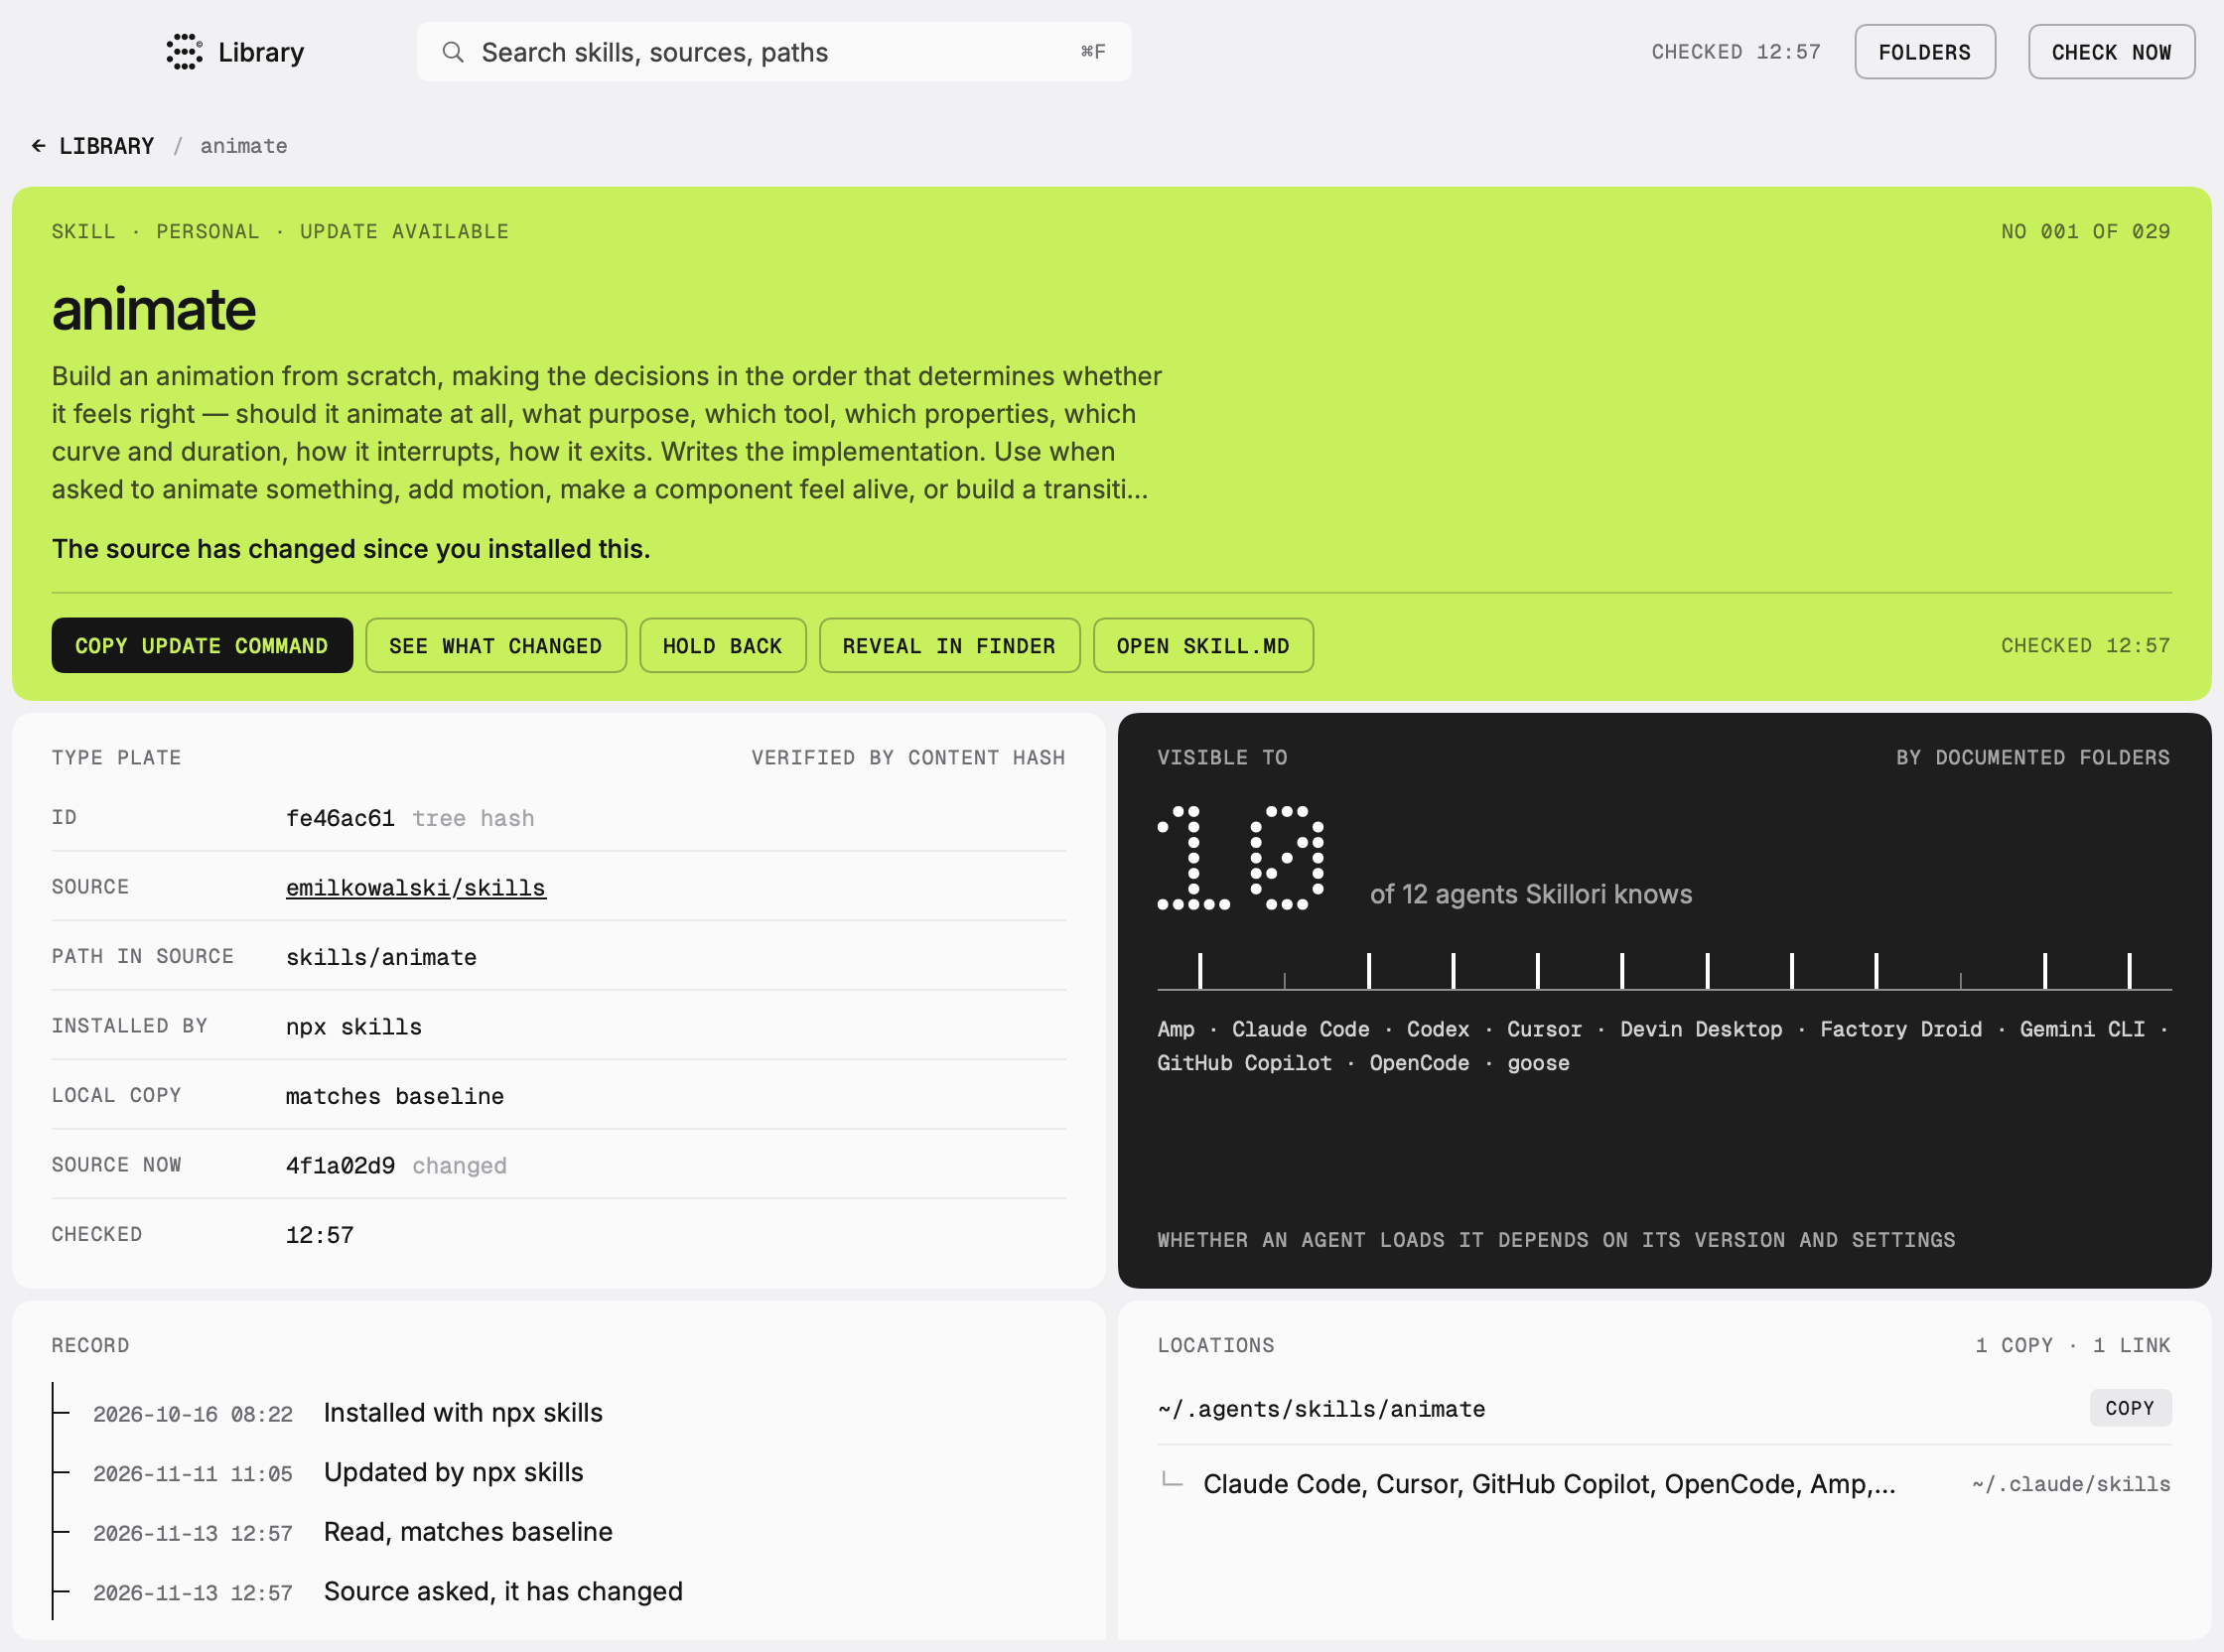 Library
Search skills, sources, paths ⌘F
CHECKED 12:57
FOLDERS
CHECK NOW
← LIBRARY / animate
SKILL · PERSONAL · UPDATE AVAILABLE
NO 001 OF 029
animate
Build an animation from scratch, making the decisions in the order that determines whether
it feels right — should it animate at all, what purpose, which tool, which properties, which
curve and duration, how it interrupts, how it exits. Writes the implementation. Use when
asked to animate something, add motion, make a component feel alive, or build a transiti...
The source has changed since you installed this.
COPY UPDATE COMMAND
SEE WHAT CHANGED
HOLD BACK
REVEAL IN FINDER
OPEN SKILL.MD
CHECKED 12:57
TYPE PLATE
VERIFIED BY CONTENT HASH
ID fe46ac61 tree hash
SOURCE emilkowalski/skills
PATH IN SOURCE skills/animate
INSTALLED BY npx skills
LOCAL COPY matches baseline
SOURCE NOW 4f1a02d9 changed
CHECKED 12:57
VISIBLE TO
BY DOCUMENTED FOLDERS
10 of 12 agents Skillori knows
Amp · Claude Code · Codex · Cursor · Devin Desktop · Factory Droid · Gemini CLI ·
GitHub Copilot · OpenCode · goose
WHETHER AN AGENT LOADS IT DEPENDS ON ITS VERSION AND SETTINGS
RECORD
2026-10-16 08:22 Installed with npx skills
2026-11-11 11:05 Updated by npx skills
2026-11-13 12:57 Read, matches baseline
2026-11-13 12:57 Source asked, it has changed
LOCATIONS
1 COPY · 1 LINK
~/.agents/skills/animate
COPY
Claude Code, Cursor, GitHub Copilot, OpenCode, Amp,...
~/.claude/skills